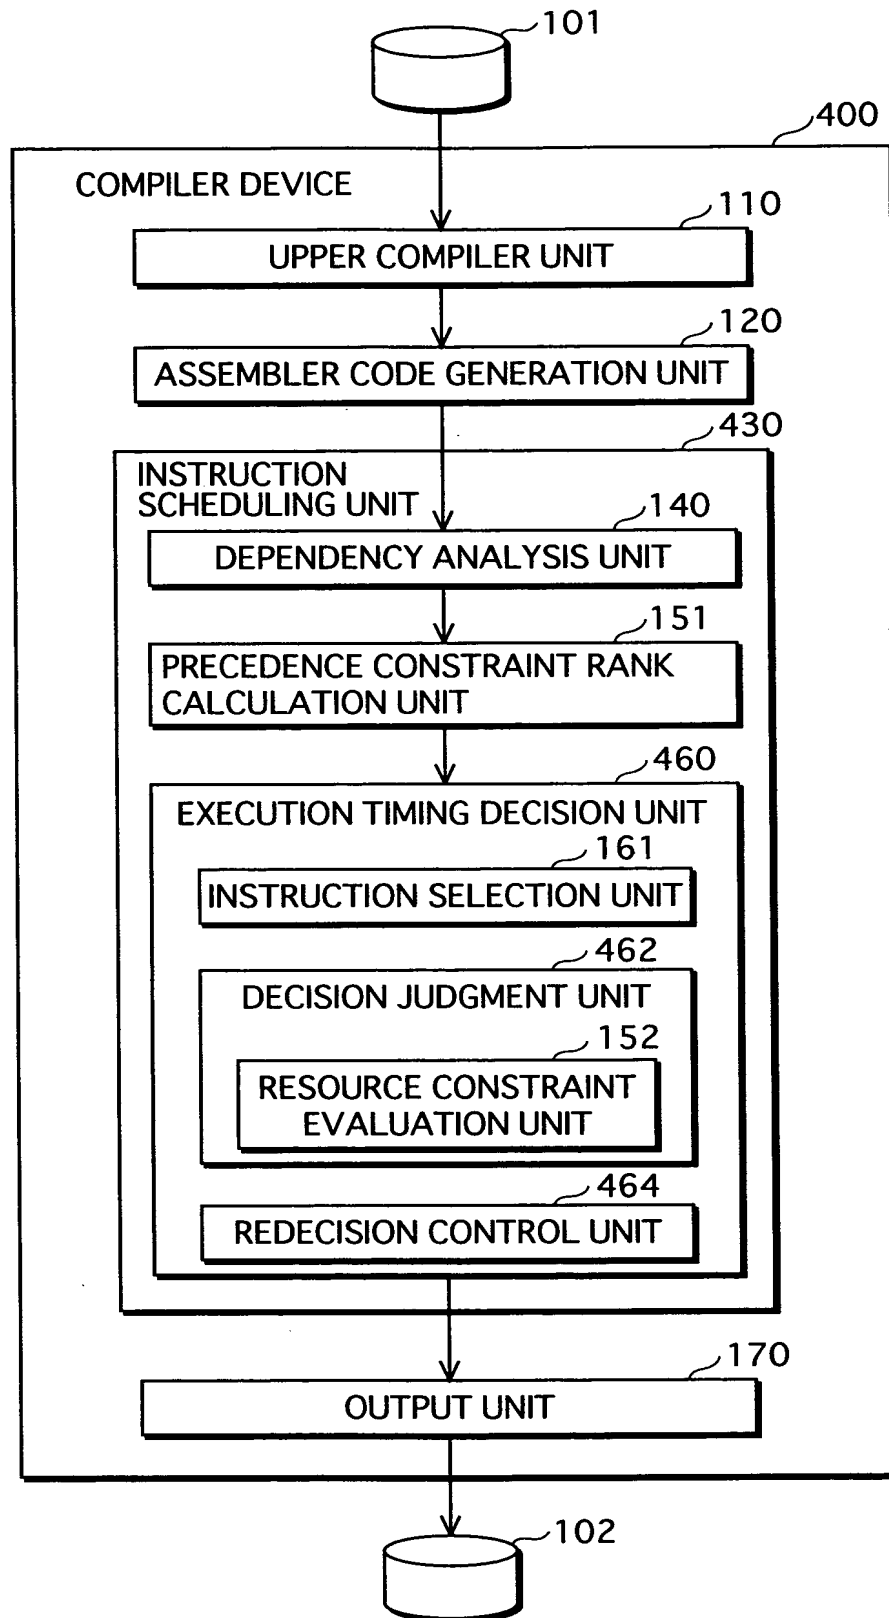 101
400
COMPILER DEVICE
110
UPPER COMPILER UNIT
120
ASSEMBLER CODE GENERATION UNIT
430
INSTRUCTION
SCHEDULING UNIT
140
DEPENDENCY ANALYSIS UNIT
151
PRECEDENCE CONSTRAINT RANK
CALCULATION UNIT
460
EXECUTION TIMING DECISION UNIT
161
INSTRUCTION SELECTION UNIT
462
DECISION JUDGMENT UNIT
152
RESOURCE CONSTRAINT
EVALUATION UNIT
464
REDECISION CONTROL UNIT
170
OUTPUT UNIT
102